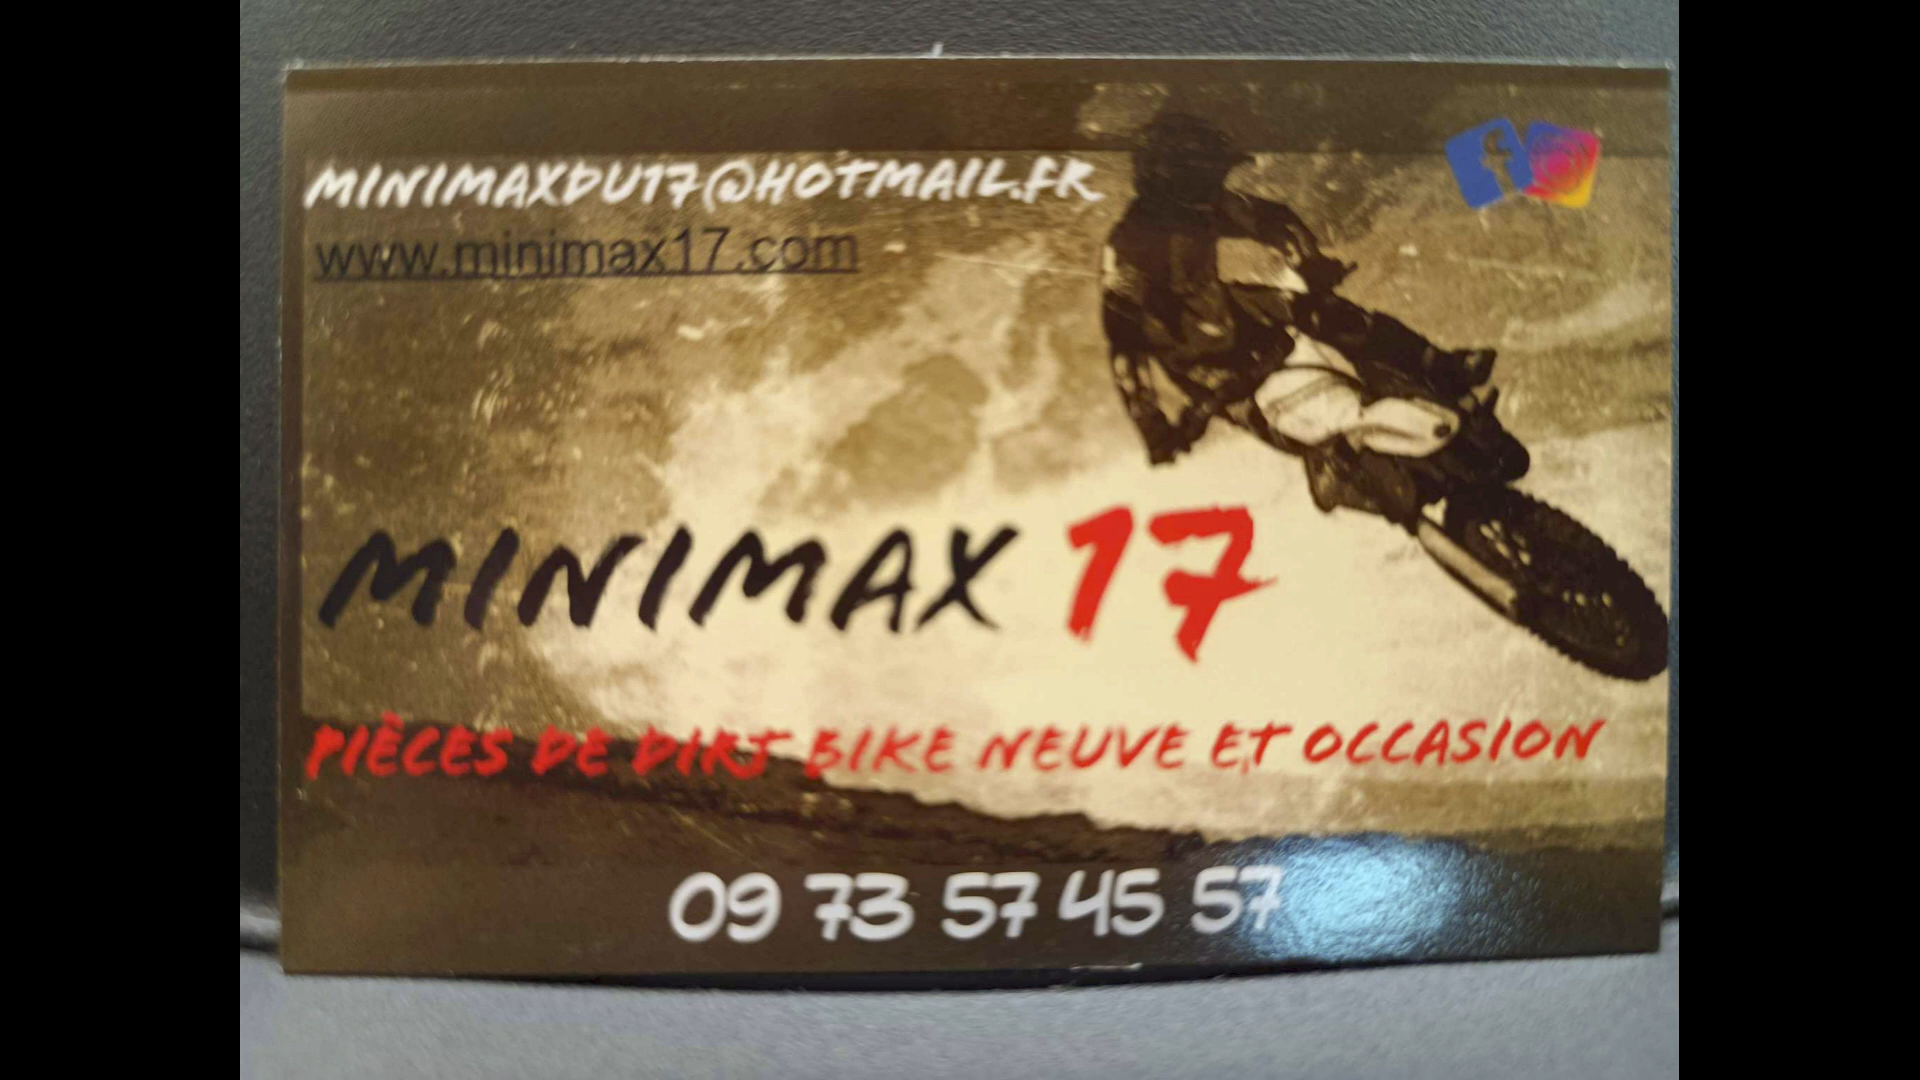 MINIMAXDU17@HOTMAIL.FR
www.minimax17.com
MINIMAX 17
PIÈCES DE DIRT BIKE NEUVE ET OCCASION
09 73 57 45 57